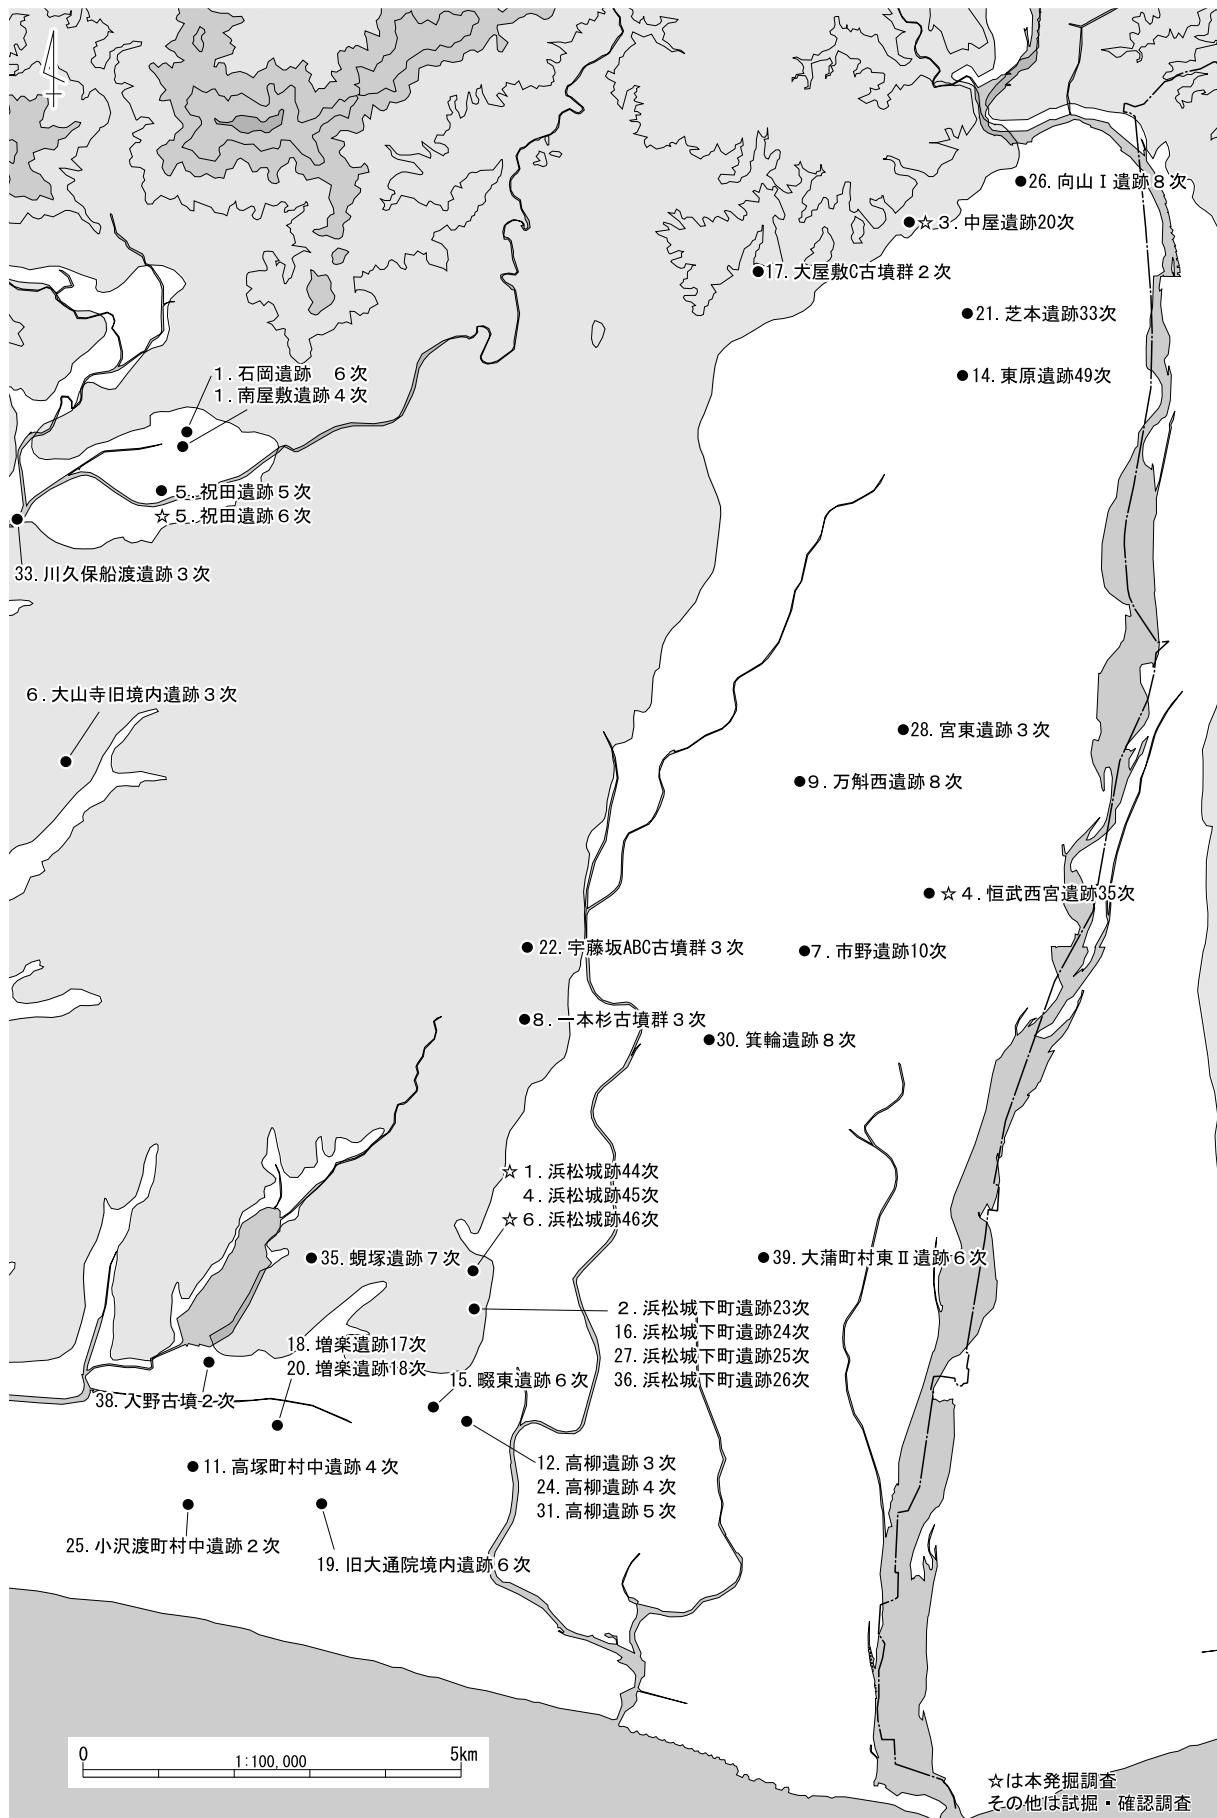 26. 向山Ⅰ遺跡８次
☆３. 中屋遺跡20次
17. 犬屋敷C古墳群２次
21. 芝本遺跡33次
14. 東原遺跡49次
１. 石岡遺跡　６次
１. 南屋敷遺跡４次
５. 祝田遺跡５次
☆５. 祝田遺跡６次
33. 川久保船渡遺跡３次
６. 大山寺旧境内遺跡３次
28. 宮東遺跡３次
９. 万斛西遺跡８次
☆４. 恒武西宮遺跡35次
22. 宇藤坂ABC古墳群３次
７. 市野遺跡10次
８. 一本杉古墳群３次
30. 箕輪遺跡８次
☆１. 浜松城跡44次
４. 浜松城跡45次
☆６. 浜松城跡46次
35. 蜆塚遺跡７次
39. 大蒲町村東Ⅱ遺跡６次
２. 浜松城下町遺跡23次
16. 浜松城下町遺跡24次
27. 浜松城下町遺跡25次
36. 浜松城下町遺跡26次
18. 増楽遺跡17次
20. 増楽遺跡18次
15. 畷東遺跡６次
38. 入野古墳２次
12. 高柳遺跡３次
24. 高柳遺跡４次
31. 高柳遺跡５次
11. 高塚町村中遺跡４次
25. 小沢渡町村中遺跡２次
19. 旧大通院境内遺跡６次
0
1:100,000
5km
☆は本発掘調査
その他は試掘・確認調査